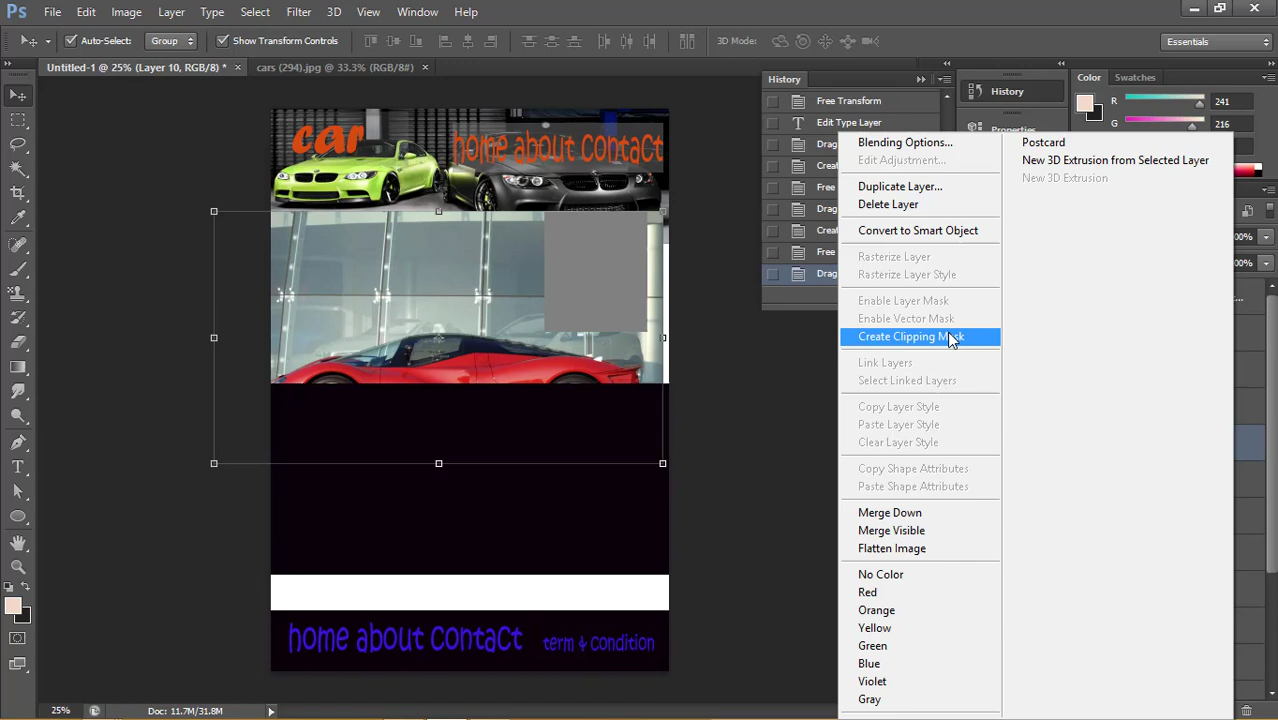 Ps File Edit Image Layer Type Select Filter 3D View Window Help
Auto-Select: Group Show Transform Controls 3D Mode: Essentials
Untitled-1 @ 25% (Layer 10, RGB/8) * × cars (294).jpg @ 33.3% (RGB/8#) ×
History
Free Transform
Edit Type Layer
Drag
Creat
Free
Drag
Creat
Free
Drag
History
Properties
Color Swatches
R 241
G 216
Blending Options...
Edit Adjustment...
Duplicate Layer...
Delete Layer
Convert to Smart Object
Rasterize Layer
Rasterize Layer Style
Enable Layer Mask
Enable Vector Mask
Create Clipping Mask
Link Layers
Select Linked Layers
Copy Layer Style
Paste Layer Style
Clear Layer Style
Copy Shape Attributes
Paste Shape Attributes
Merge Down
Merge Visible
Flatten Image
No Color
Red
Orange
Yellow
Green
Blue
Violet
Gray
Postcard
New 3D Extrusion from Selected Layer
New 3D Extrusion
00%
00%
car
home about contact
home about contact term & condition
25% Doc: 11.7M/31.8M